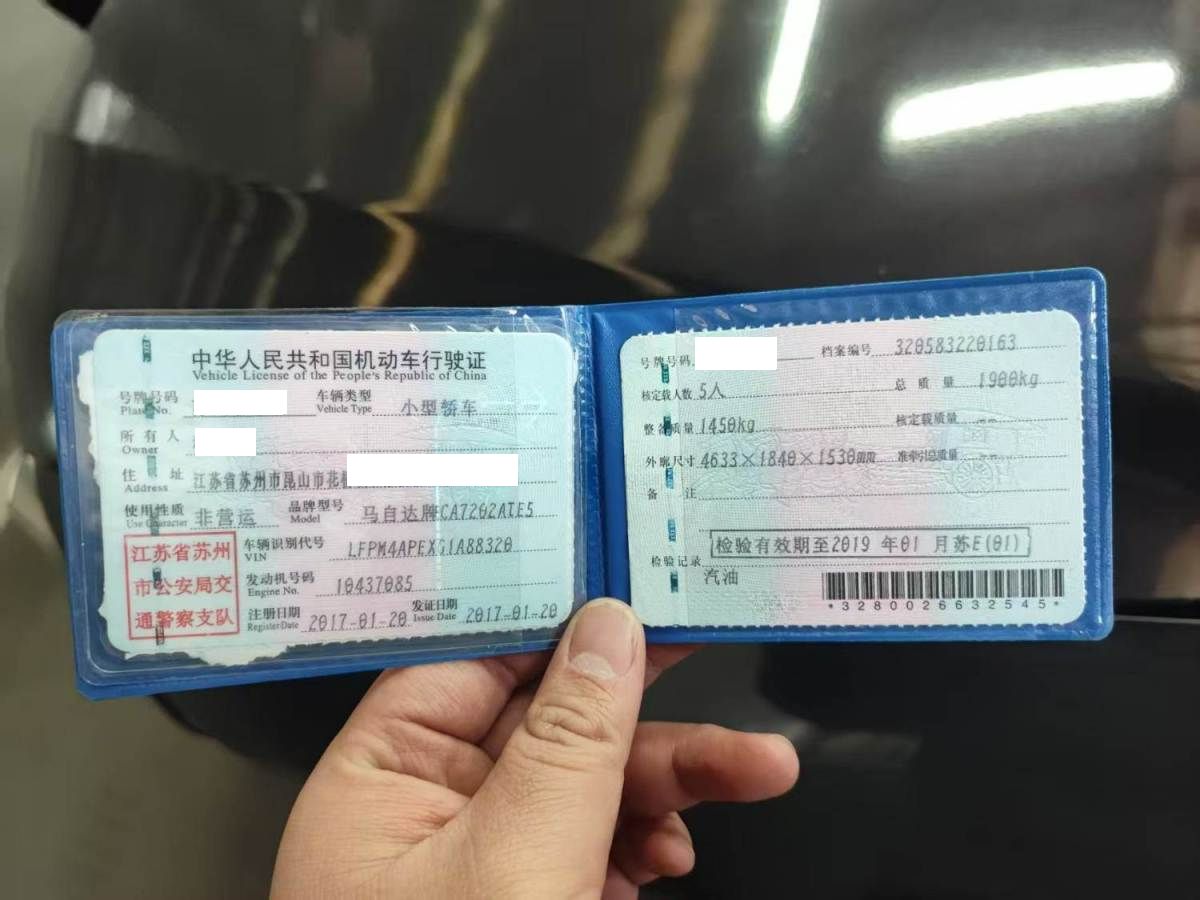 中华人民共和国机动车行驶证
Vehicle License of the People's Republic of China
号牌号码
Plate No.
车辆类型 小型轿车
Vehicle Type
所有人
Owner
住址 江苏省苏州市昆山市花
Address
使用性质 非营运
Use Character
品牌型号 马自达牌CA7202ATE5
Model
江苏省苏州
市公安局交
通警察支队
车辆识别代号
VIN
发动机号码 10437085
Engine No.
注册日期 2017-01-20
Register Date
发证日期 2017-01-20
Issue Date
号牌号码
档案编号 320583220163
核定载人数 5人
总质量 1900kg
整备质量 1450kg
核定载质量 --
外廓尺寸 4633×1840×1530mm
准牵引总质量 --
备注
检验有效期至2019 年01 月苏E(01)
检验记录
汽油
*3280026632545*